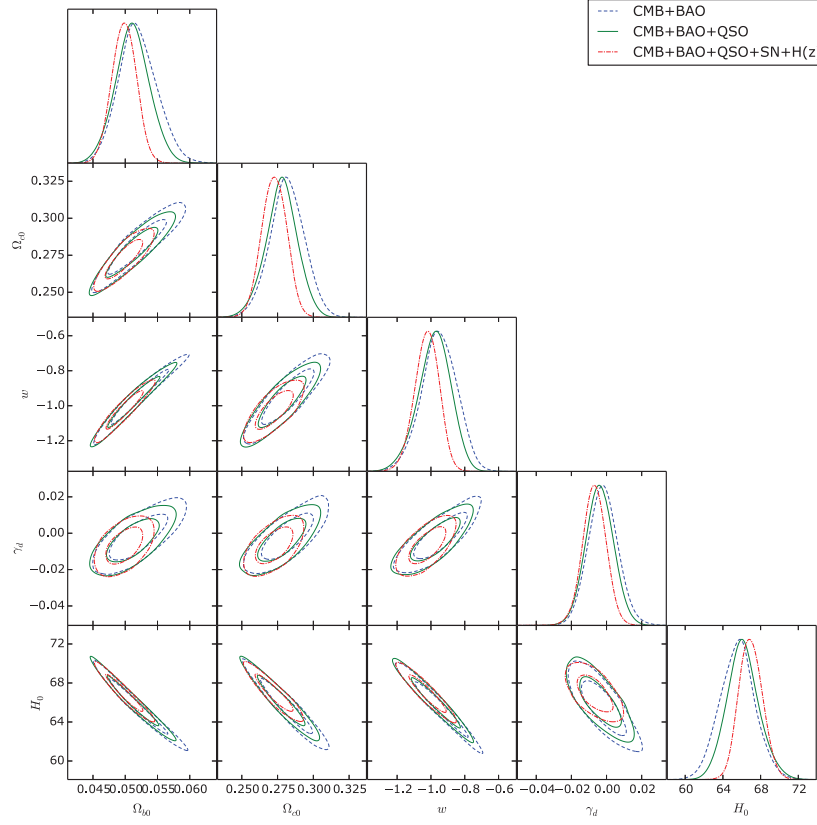 CMB+BAO
CMB+BAO+QSO
CMB+BAO+QSO+SN+H(z
0.325
0.300
0.275
0.250
Ω_{c0}
−0.6
−0.8
−1.0
−1.2
w
0.02
0.00
−0.02
−0.04
γ_d
72
68
64
60
H_0
0.045 0.050 0.055 0.060
0.250 0.275 0.300 0.325
−1.2 −1.0 −0.8 −0.6
−0.04 −0.02 0.00 0.02
60 64 68 72
Ω_{b0} Ω_{c0} w γ_d H_0